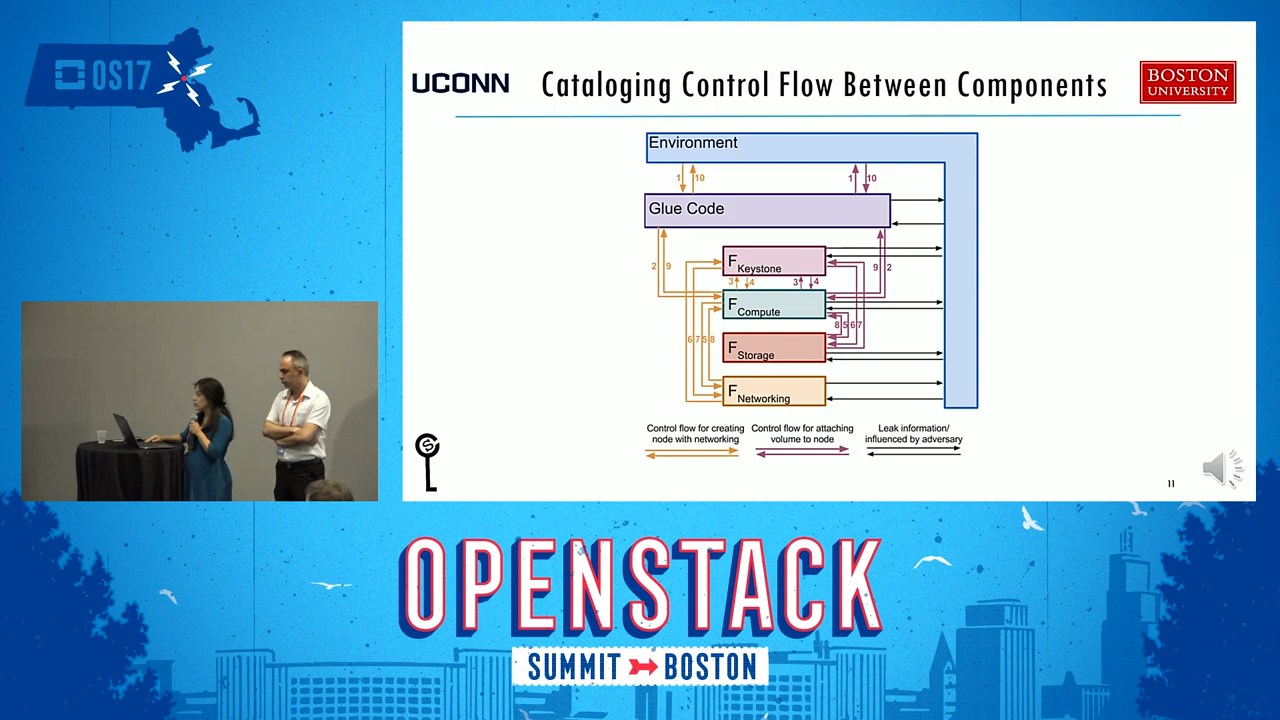 OS17
UCONN
Cataloging Control Flow Between Components
BOSTON
UNIVERSITY
Environment
1
10
1
10
Glue Code
2
9
9
2
F Keystone
3
4
3
4
F Compute
8
5
6
7
6
7
5
8
F Storage
F Networking
Control flow for creating
node with networking
Control flow for attaching
volume to node
Leak information/
influenced by adversary
S
11
OPENSTACK
SUMMIT BOSTON